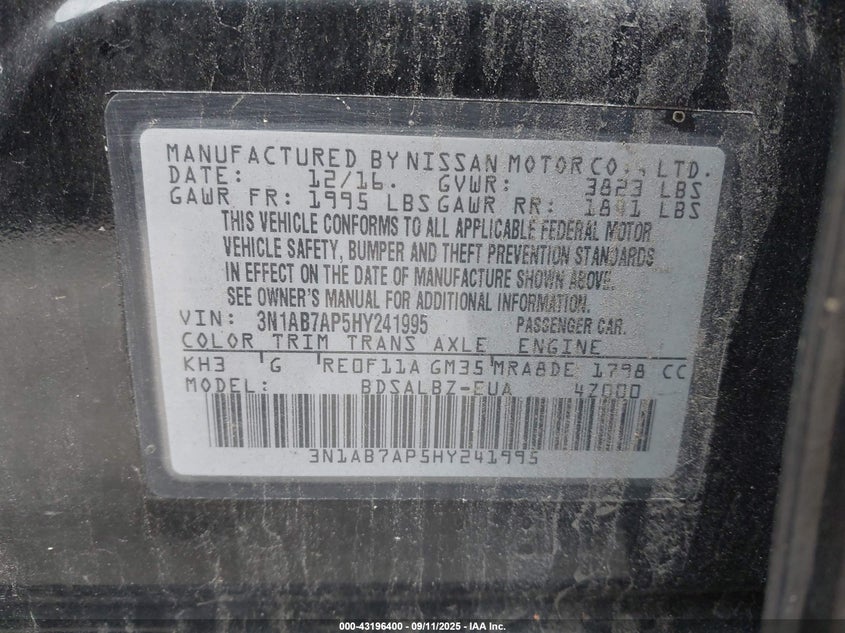 MANUFACTURED BY NISSAN MOTOR CO., LTD.
DATE: 12/16. GVWR: 3823 LBS
GAWR FR: 1995 LBS GAWR RR: 1841 LBS
THIS VEHICLE CONFORMS TO ALL APPLICABLE FEDERAL MOTOR
VEHICLE SAFETY, BUMPER AND THEFT PREVENTION STANDARDS
IN EFFECT ON THE DATE OF MANUFACTURE SHOWN ABOVE.
SEE OWNER'S MANUAL FOR ADDITIONAL INFORMATION.
VIN: 3N1AB7AP5HY241995 PASSENGER CAR.
COLOR TRIM TRANS AXLE ENGINE
KH3 G RE0F11A GM35 MRA8DE 1798 CC
MODEL: BDSALBZ-EUA 4Z000
3N1AB7AP5HY241995
000-43196400 - 09/11/2025 - IAA Inc.